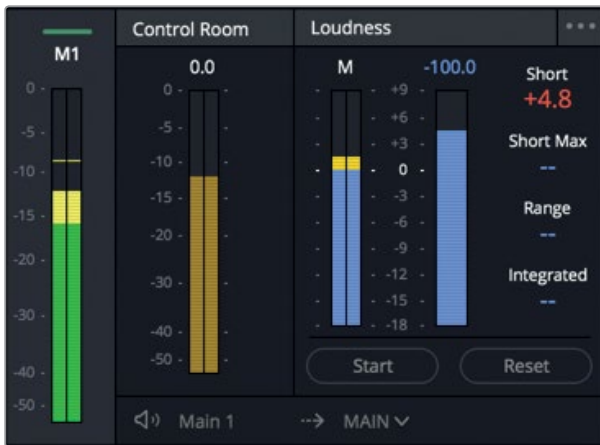 M1
0 -
-5 -
-10 -
-15 -
-20 -
-30 -
-40 -
-50 -
Control Room
0.0
- 0 -
- -5 -
- -10 -
- -15 -
- -20 -
- -30 -
- -40 -
- -50 -
Loudness
M
-100.0
- +9 -
- +6 -
- +3 -
- 0 -
- -3 -
- -6 -
- -9 -
- -12 -
- -15 -
- -18 -
Short
+4.8
Short Max
--
Range
--
Integrated
--
Start
Reset
Main 1
MAIN